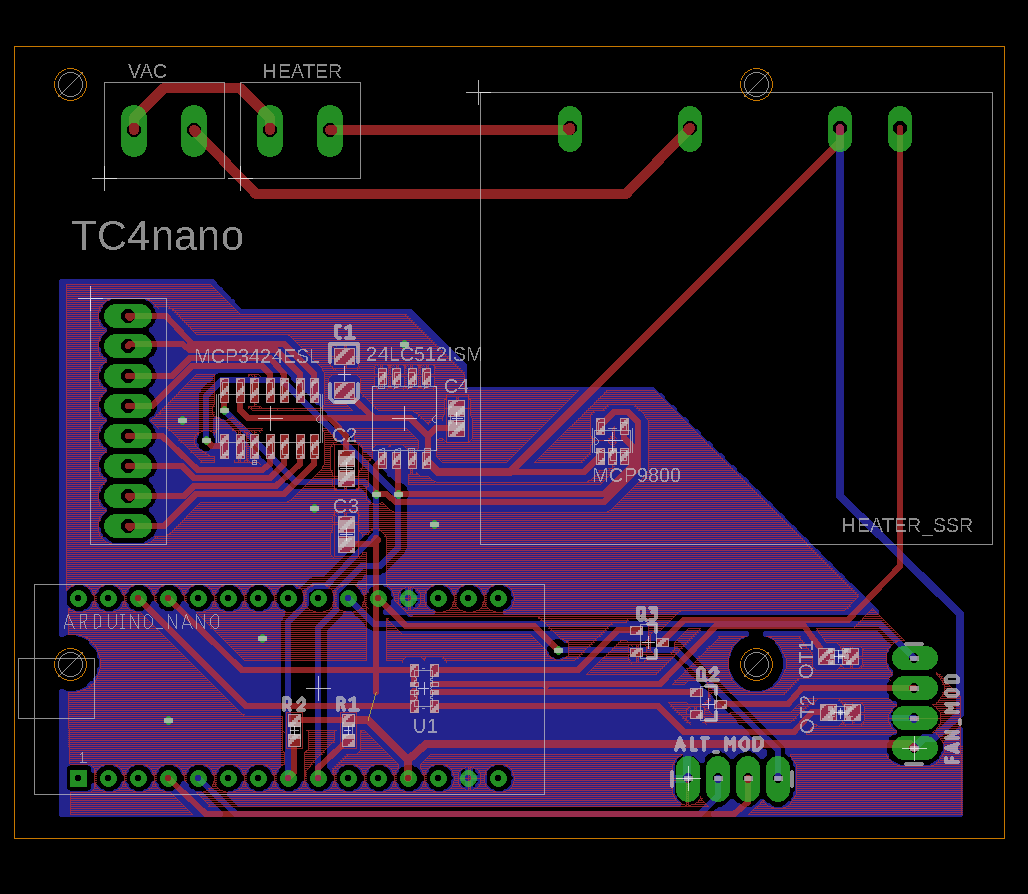 VAC
HEATER
TC4nano
C1
MCP3424ESL
24LC512ISM
C4
C2
MCP9800
C3
HEATER_SSR
ARDUINO_NANO
Q3
OT1
Q2
R2
R1
OT2
U1
FAN_MOD
ALT_MOD
1